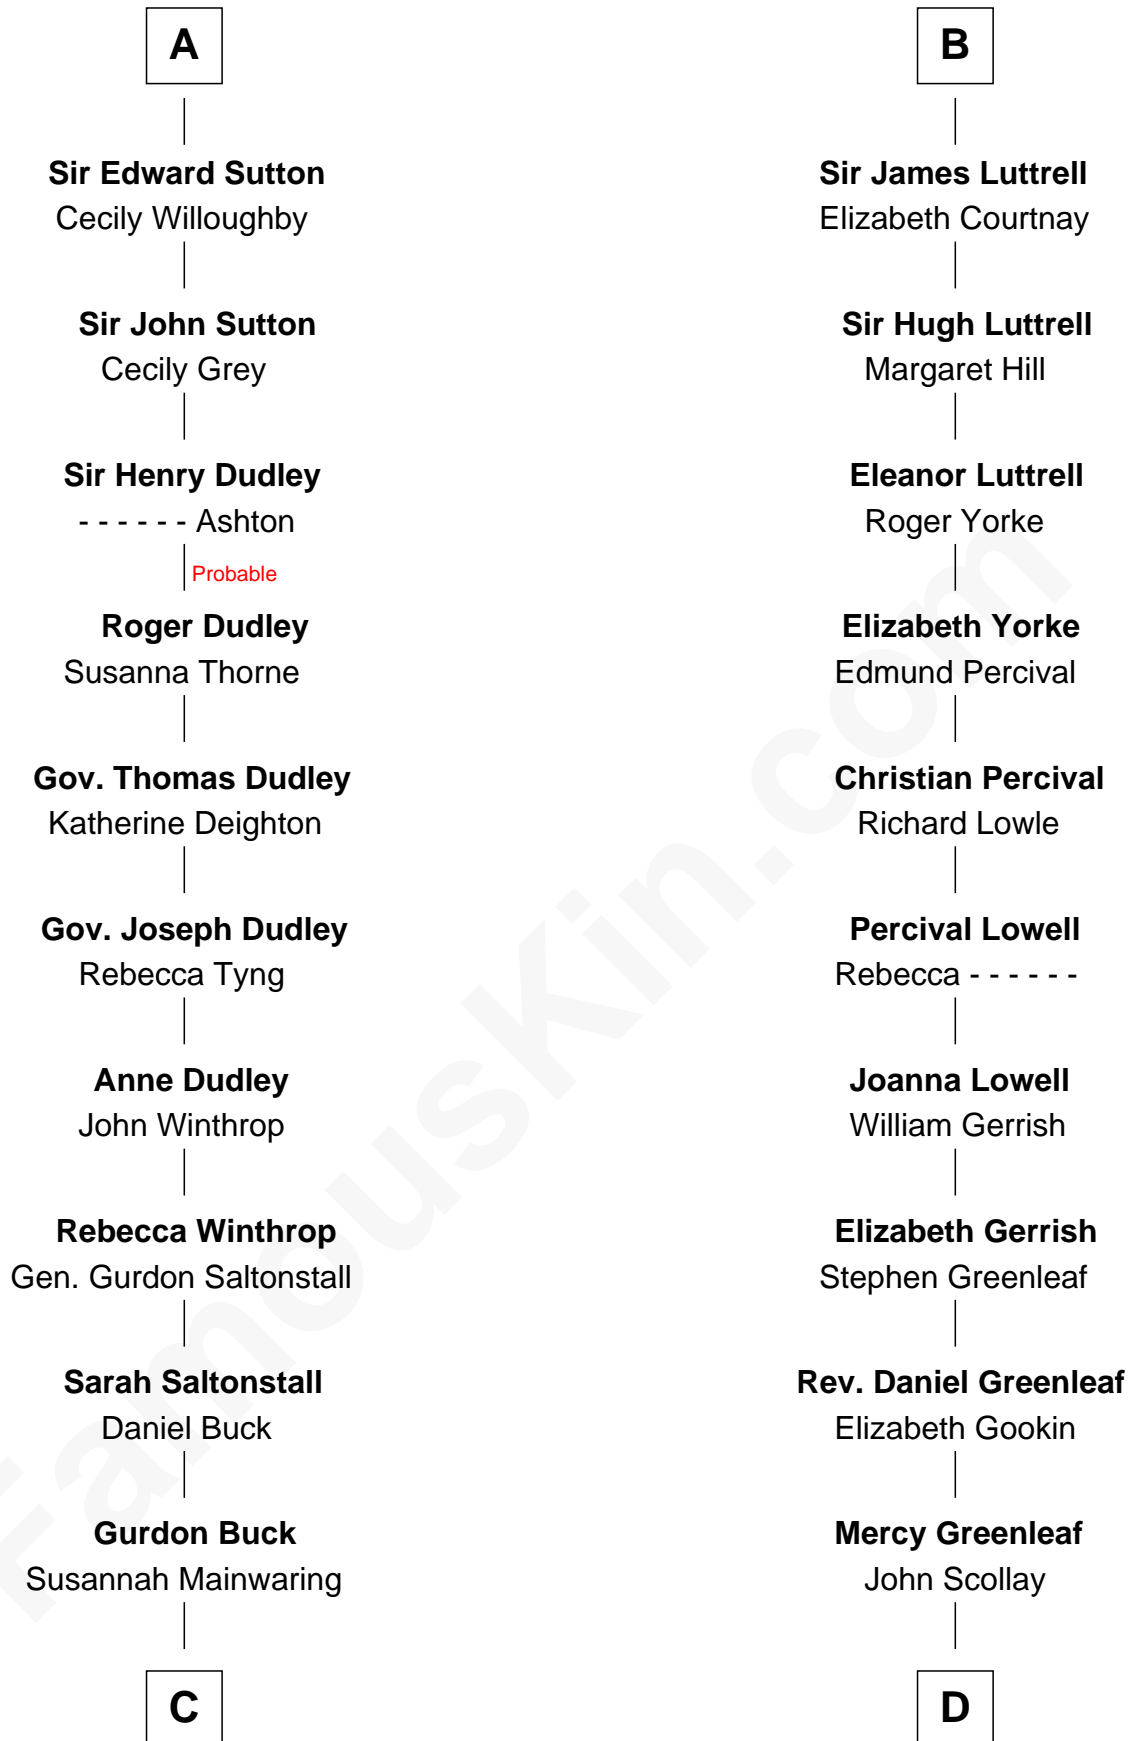 A
Sir Edward Sutton
Cecily Willoughby
Sir John Sutton
Cecily Grey
Sir Henry Dudley
- - - - - - Ashton
Probable
Roger Dudley
Susanna Thorne
Gov. Thomas Dudley
Katherine Deighton
Gov. Joseph Dudley
Rebecca Tyng
Anne Dudley
John Winthrop
Rebecca Winthrop
Gen. Gurdon Saltonstall
Sarah Saltonstall
Daniel Buck
Gurdon Buck
Susannah Mainwaring
C
B
Sir James Luttrell
Elizabeth Courtnay
Sir Hugh Luttrell
Margaret Hill
Eleanor Luttrell
Roger Yorke
Elizabeth Yorke
Edmund Percival
Christian Percival
Richard Lowle
Percival Lowell
Rebecca - - - - - -
Joanna Lowell
William Gerrish
Elizabeth Gerrish
Stephen Greenleaf
Rev. Daniel Greenleaf
Elizabeth Gookin
Mercy Greenleaf
John Scollay
D
FamousKin.com